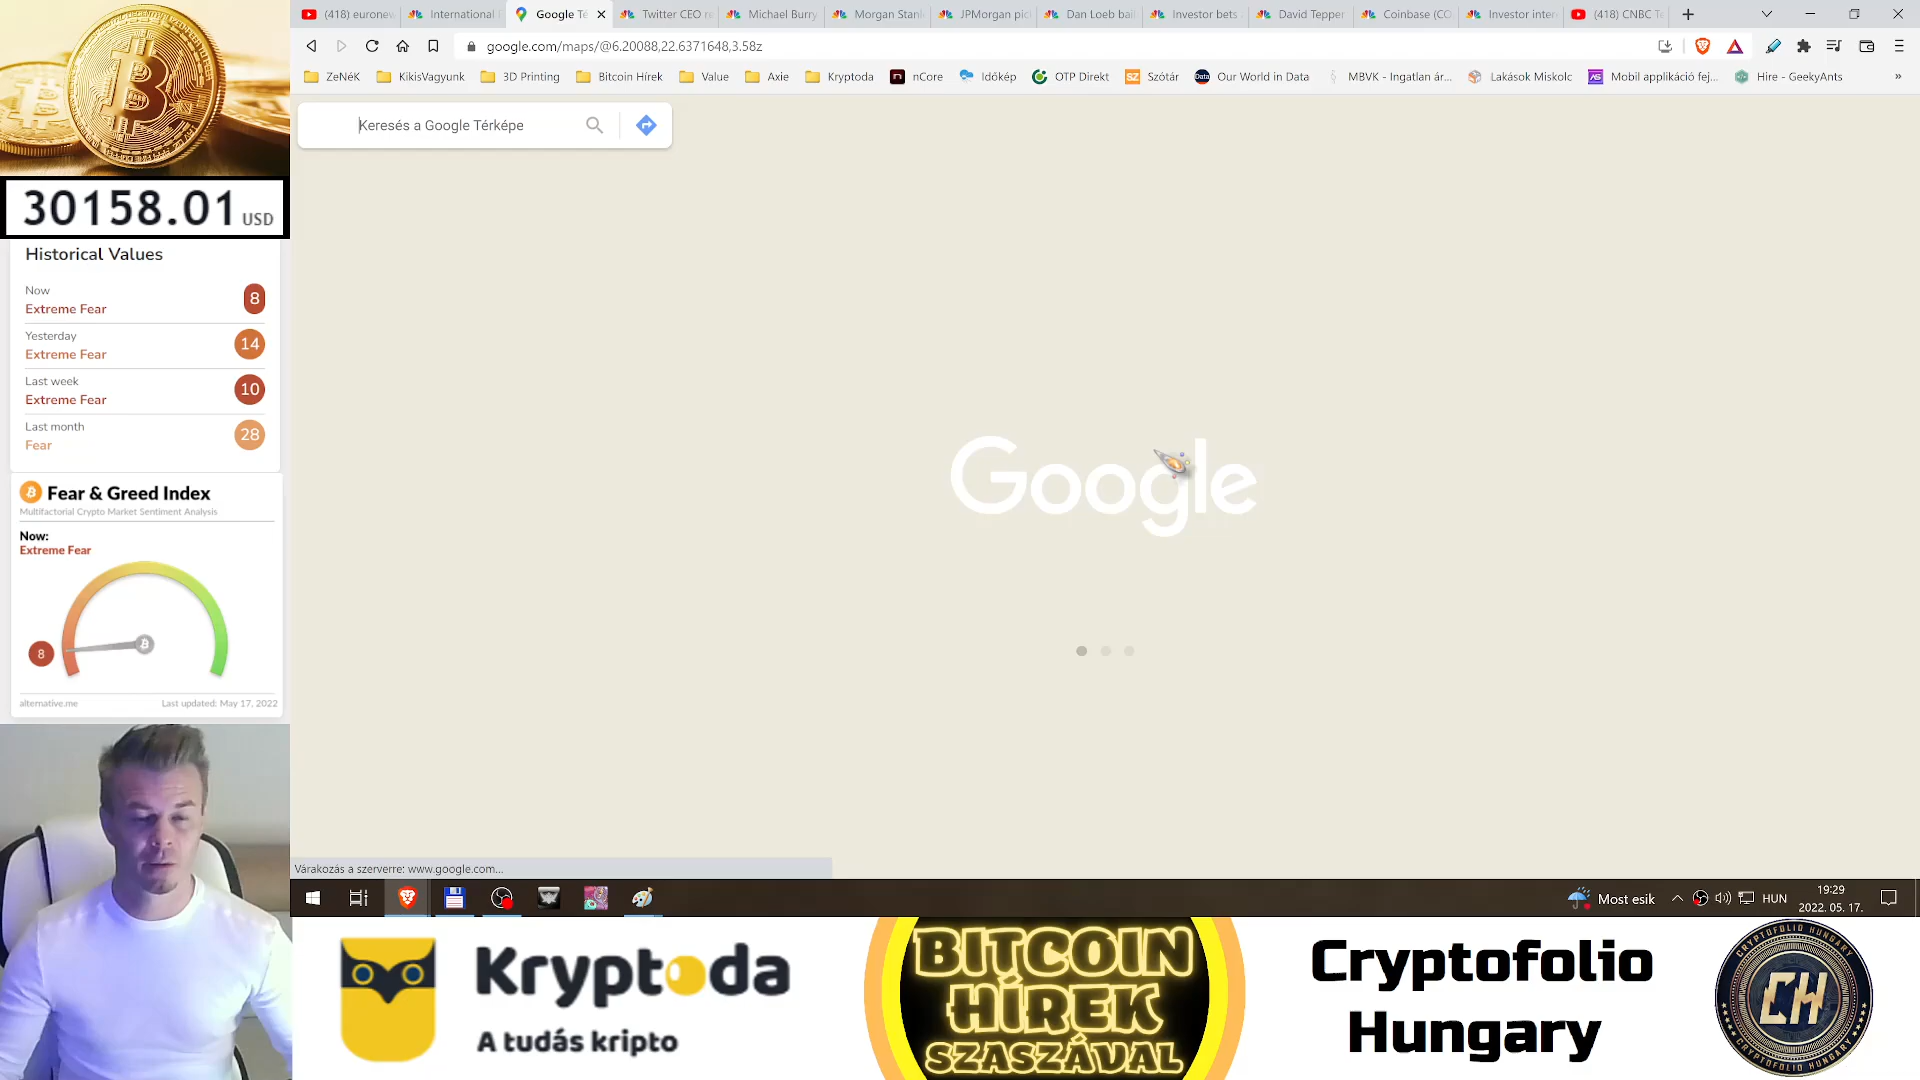 (418) euronew
International
Google Té
Twitter CEO n
Michael Burry
Morgan Stanl
JPMorgan pic
Dan Loeb bai
Investor bets
David Tepper
Coinbase (CO
Investor inter
(418) CNBC Te
google.com/maps/@6.20088,22.6371648,3.58z
ZeNéK
KikisVagyunk
3D Printing
Bitcoin Hírek
Value
Axie
Kryptoda
nCore
Időkép
OTP Direkt
SZ Szótár
Our World in Data
MBVK - Ingatlan ár...
Lakások Miskolc
Mobil applikáció fej...
Hire - GeekyAnts
»
Keresés a Google Térképe
30158.01 USD
Historical Values
Now
Extreme Fear
8
Yesterday
Extreme Fear
14
Last week
Extreme Fear
10
Last month
Fear
28
Fear & Greed Index
Multifactorial Crypto Market Sentiment Analysis
Now:
Extreme Fear
8
alternative.me
Last updated: May 17, 2022
Google
Várakozás a szerverre: www.google.com...
Most esik
HUN
19:29
2022. 05. 17.
Kryptoda
A tudás kripto
BITCOIN
HÍREK
SZASZÁVAL
Cryptofolio
Hungary
CRYPTOFOLIO HUNGARY
CH
CRYPTOFOLIO HUNGARY